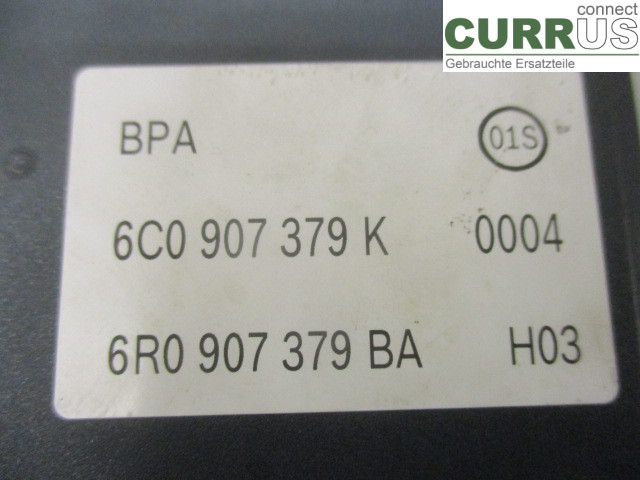 connect
CURRUS
Gebrauchte Ersatzteile
BPA 01S
6C0 907 379 K 0004
6R0 907 379 BA H03